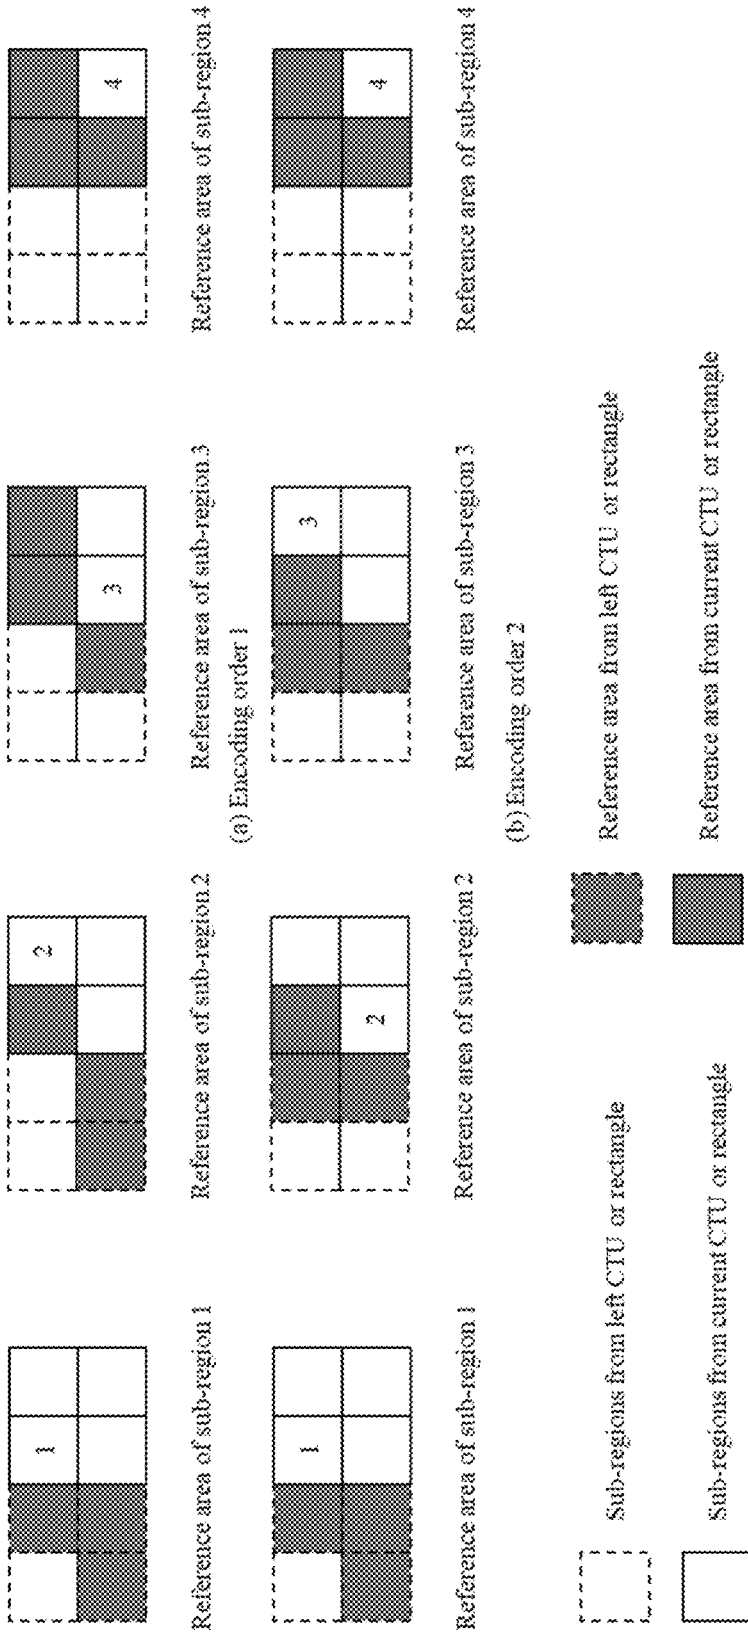 1
2
3
4
Reference area of sub-region 1
Reference area of sub-region 2
Reference area of sub-region 3
Reference area of sub-region 4
(a) Encoding order 1
1
2
3
4
Reference area of sub-region 1
Reference area of sub-region 2
Reference area of sub-region 3
Reference area of sub-region 4
(b) Encoding order 2
Sub-regions from left CTU or rectangle
Reference area from left CTU or rectangle
Sub-regions from current CTU or rectangle
Reference area from current CTU or rectangle